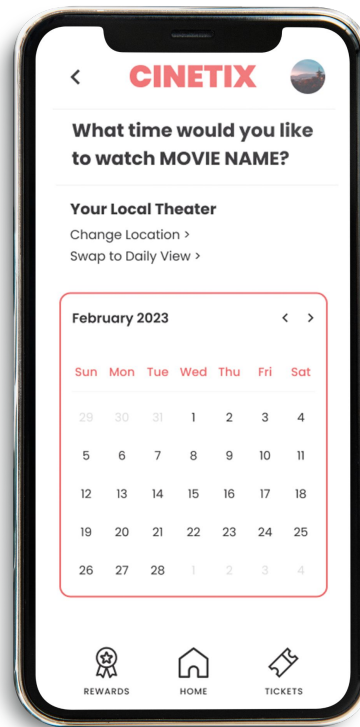 CINETIX
What time would you like
to watch MOVIE NAME?
Your Local Theater
Change Location >
Swap to Daily View >
February 2023 < >
Sun Mon Tue Wed Thu Fri Sat
29 30 31 1 2 3 4
5 6 7 8 9 10 11
12 13 14 15 16 17 18
19 20 21 22 23 24 25
26 27 28 1 2 3 4
REWARDS HOME TICKETS